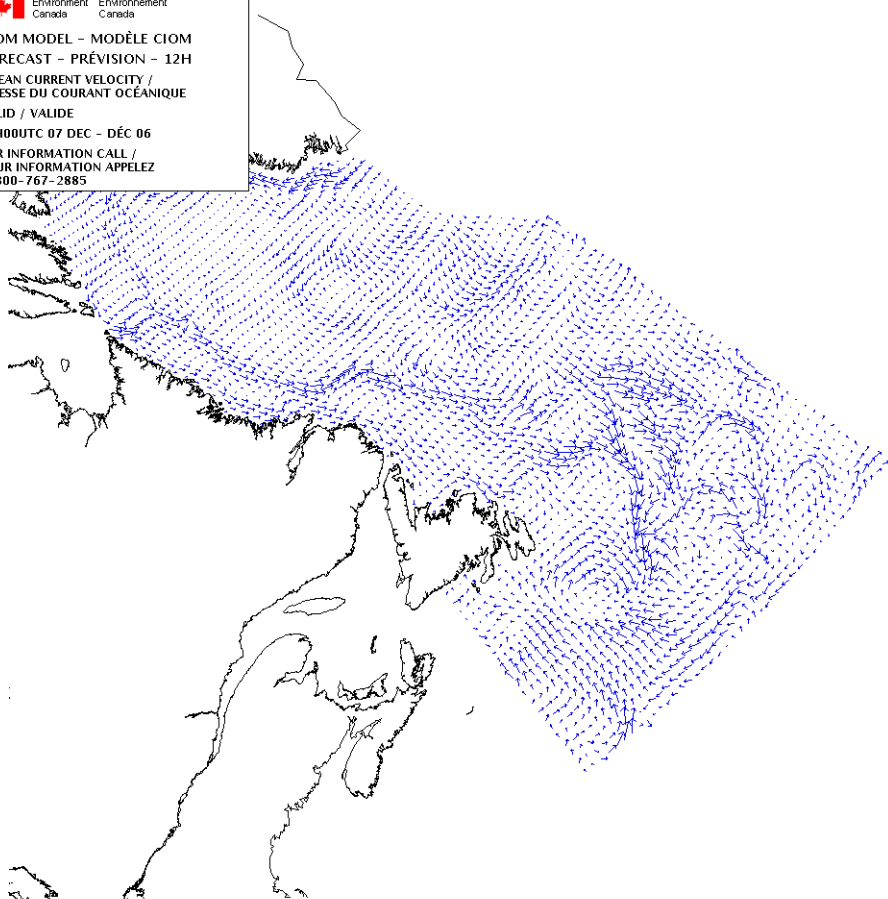 Environment Environnement
Canada Canada
OM MODEL – MODÈLE CIOM
RECAST – PRÉVISION – 12H
EAN CURRENT VELOCITY /
ESSE DU COURANT OCÉANIQUE
LID / VALIDE
H00UTC 07 DEC – DÉC 06
R INFORMATION CALL /
UR INFORMATION APPELEZ
800-767-2885